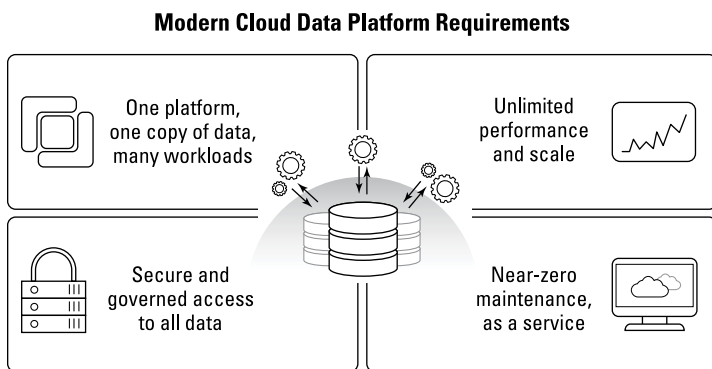 Modern Cloud Data Platform Requirements
One platform,
one copy of data,
many workloads
Unlimited
performance
and scale
Secure and
governed access
to all data
Near-zero
maintenance,
as a service